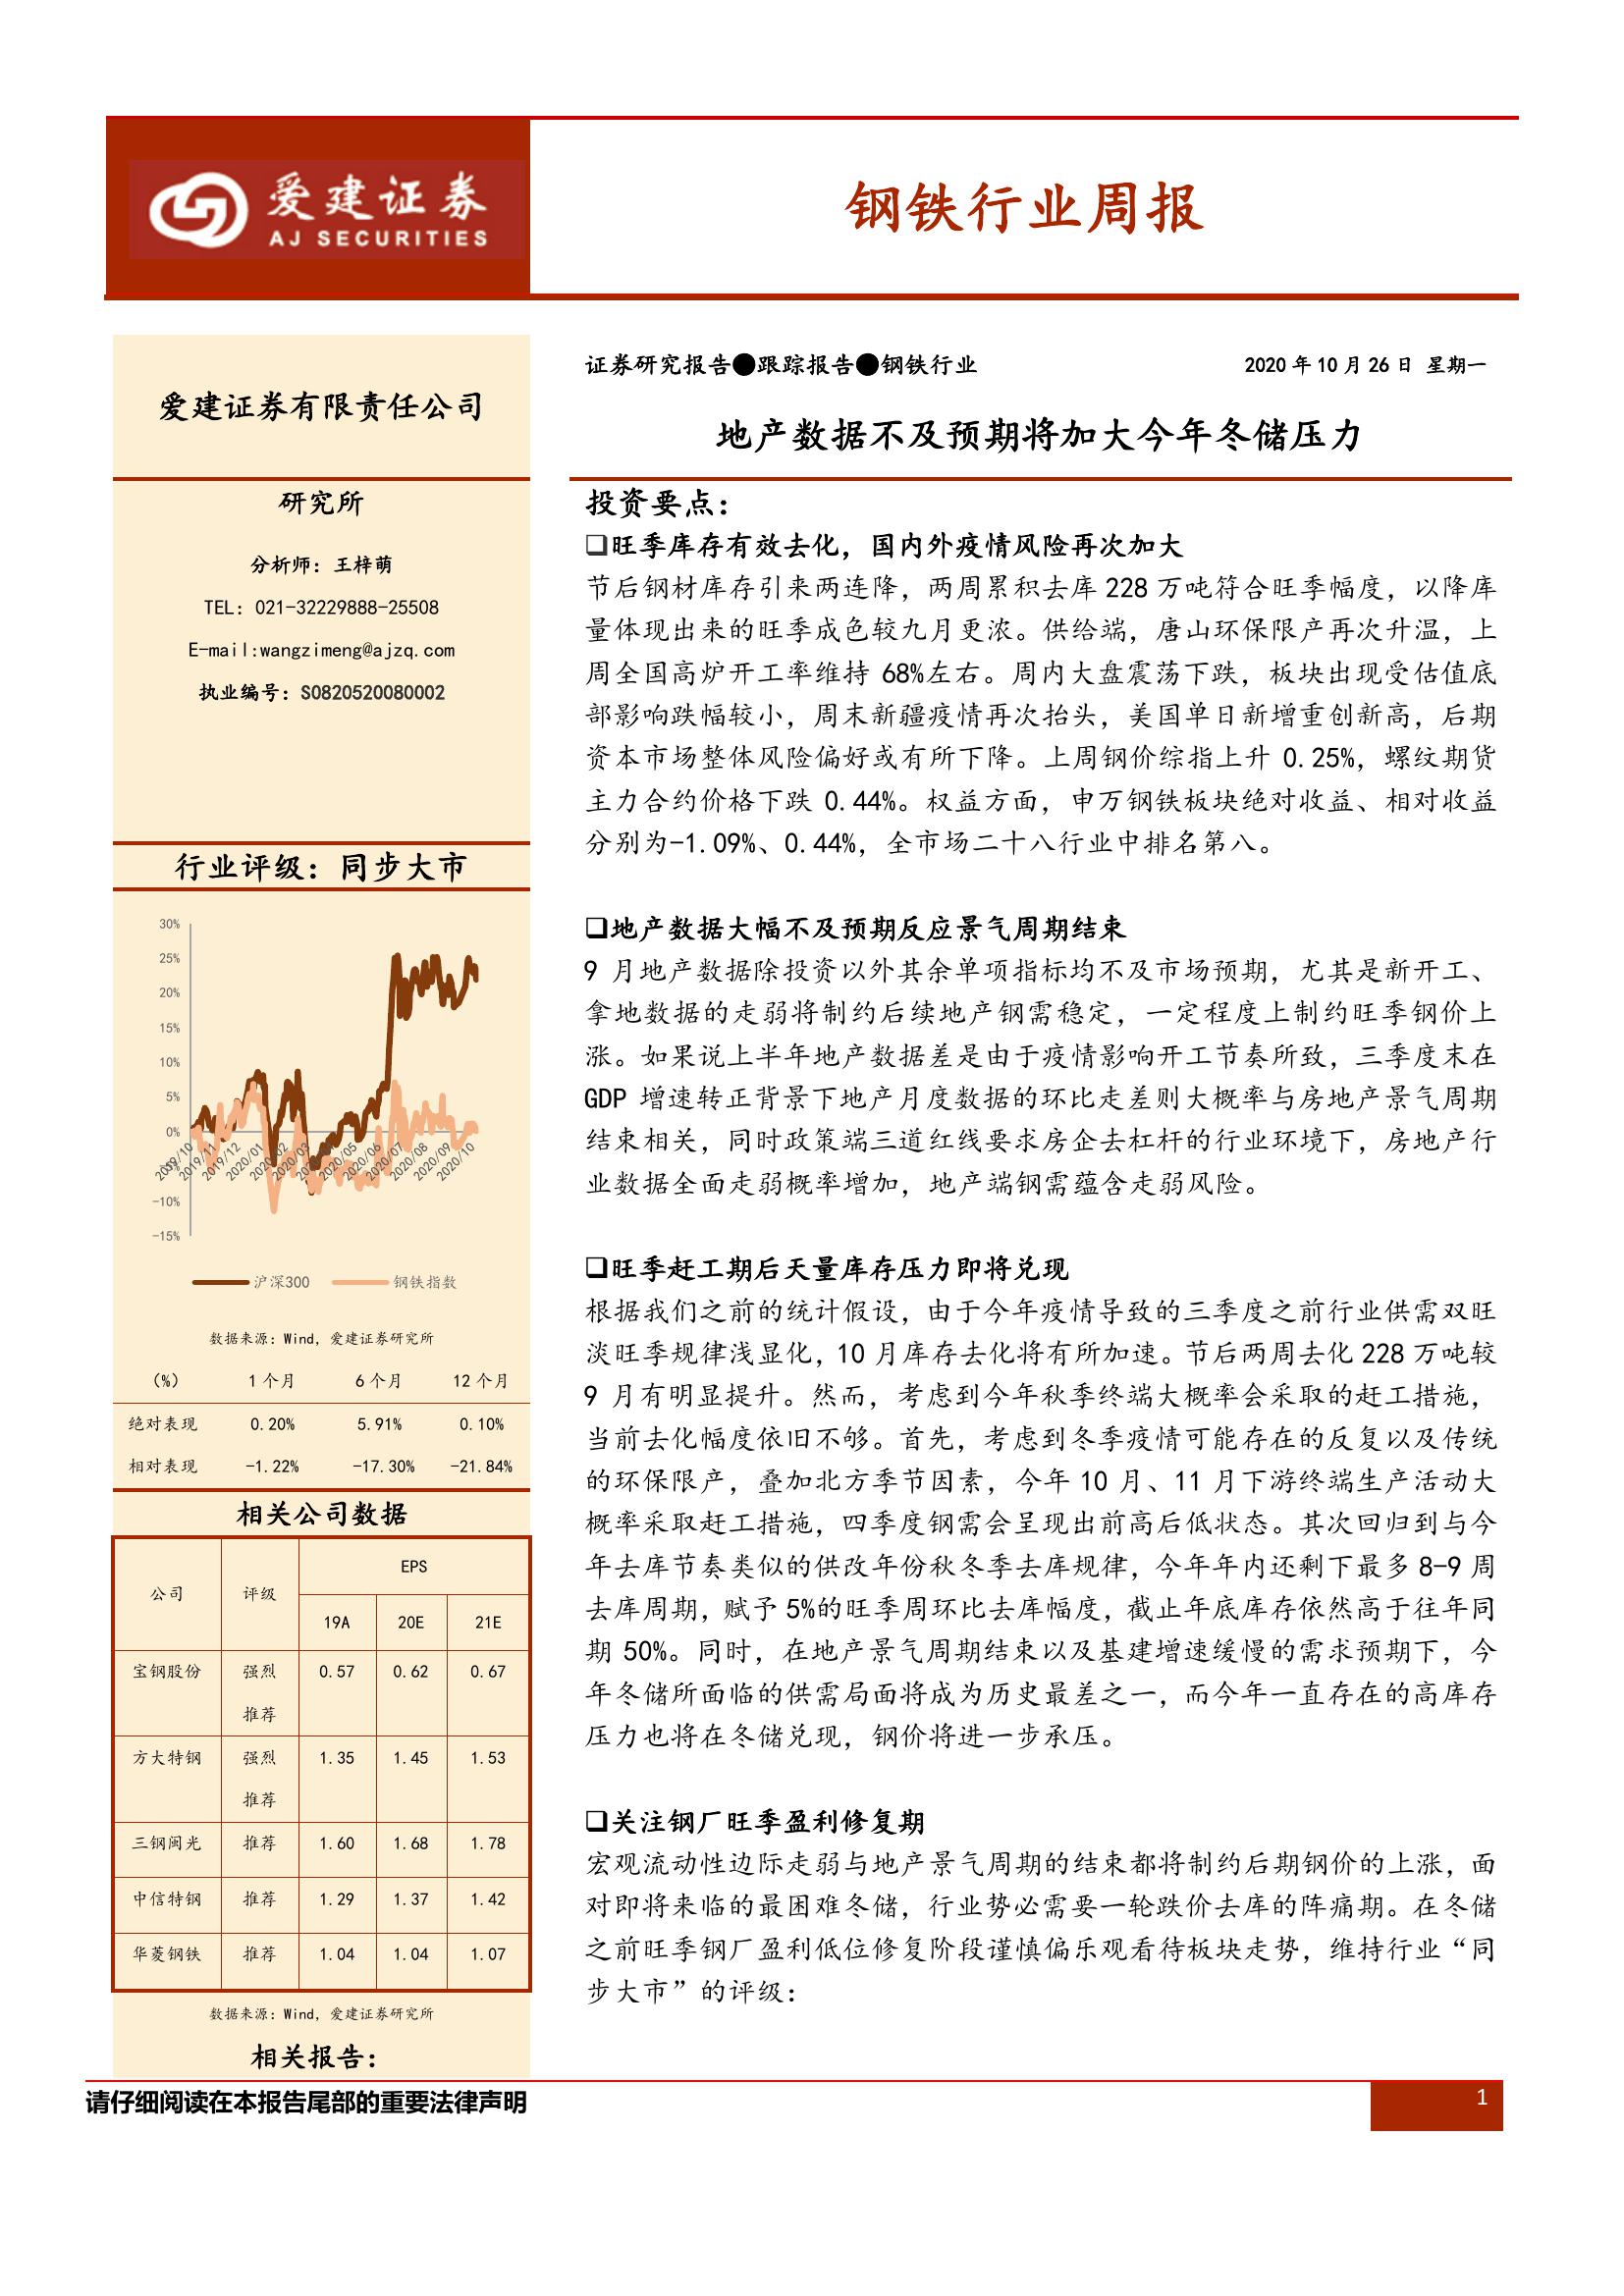 爱建证券
AJ SECURITIES
钢铁行业周报
爱建证券有限责任公司
研究所
分析师：王梓萌
TEL：021-32229888-25508
E-mail:wangzimeng@ajzq.com
执业编号：S0820520080002
行业评级：同步大市
30%
25%
20%
15%
10%
5%
0%
-5%
-10%
-15%
2019/10
2019/11
2019/12
2020/01
2020/02
2020/03
2020/05
2020/06
2020/07
2020/08
2020/09
2020/10
沪深300 钢铁指数
数据来源：Wind，爱建证券研究所
（%） 1 个月 6 个月 12 个月
绝对表现 0.20% 5.91% 0.10%
相对表现 -1.22% -17.30% -21.84%
相关公司数据
公司 评级 EPS
19A 20E 21E
宝钢股份 强烈 0.57 0.62 0.67
推荐
方大特钢 强烈 1.35 1.45 1.53
推荐
三钢闽光 推荐 1.60 1.68 1.78
中信特钢 推荐 1.29 1.37 1.42
华菱钢铁 推荐 1.04 1.04 1.07
数据来源：Wind，爱建证券研究所
相关报告：
证券研究报告●跟踪报告●钢铁行业 2020 年 10 月 26 日 星期一
地产数据不及预期将加大今年冬储压力
投资要点：
❑旺季库存有效去化，国内外疫情风险再次加大
节后钢材库存引来两连降，两周累积去库 228 万吨符合旺季幅度，以降库
量体现出来的旺季成色较九月更浓。供给端，唐山环保限产再次升温，上
周全国高炉开工率维持 68%左右。周内大盘震荡下跌，板块出现受估值底
部影响跌幅较小，周末新疆疫情再次抬头，美国单日新增重创新高，后期
资本市场整体风险偏好或有所下降。上周钢价综指上升 0.25%，螺纹期货
主力合约价格下跌 0.44%。权益方面，申万钢铁板块绝对收益、相对收益
分别为-1.09%、0.44%，全市场二十八行业中排名第八。
❑地产数据大幅不及预期反应景气周期结束
9 月地产数据除投资以外其余单项指标均不及市场预期，尤其是新开工、
拿地数据的走弱将制约后续地产钢需稳定，一定程度上制约旺季钢价上
涨。如果说上半年地产数据差是由于疫情影响开工节奏所致，三季度末在
GDP 增速转正背景下地产月度数据的环比走差则大概率与房地产景气周期
结束相关，同时政策端三道红线要求房企去杠杆的行业环境下，房地产行
业数据全面走弱概率增加，地产端钢需蕴含走弱风险。
❑旺季赶工期后天量库存压力即将兑现
根据我们之前的统计假设，由于今年疫情导致的三季度之前行业供需双旺
淡旺季规律浅显化，10 月库存去化将有所加速。节后两周去化 228 万吨较
9 月有明显提升。然而，考虑到今年秋季终端大概率会采取的赶工措施，
当前去化幅度依旧不够。首先，考虑到冬季疫情可能存在的反复以及传统
的环保限产，叠加北方季节因素，今年 10 月、11 月下游终端生产活动大
概率采取赶工措施，四季度钢需会呈现出前高后低状态。其次回归到与今
年去库节奏类似的供改年份秋冬季去库规律，今年年内还剩下最多 8-9 周
去库周期，赋予 5%的旺季周环比去库幅度，截止年底库存依然高于往年同
期 50%。同时，在地产景气周期结束以及基建增速缓慢的需求预期下，今
年冬储所面临的供需局面将成为历史最差之一，而今年一直存在的高库存
压力也将在冬储兑现，钢价将进一步承压。
❑关注钢厂旺季盈利修复期
宏观流动性边际走弱与地产景气周期的结束都将制约后期钢价的上涨，面
对即将来临的最困难冬储，行业势必需要一轮跌价去库的阵痛期。在冬储
之前旺季钢厂盈利低位修复阶段谨慎偏乐观看待板块走势，维持行业“同
步大市”的评级：
请仔细阅读在本报告尾部的重要法律声明 1